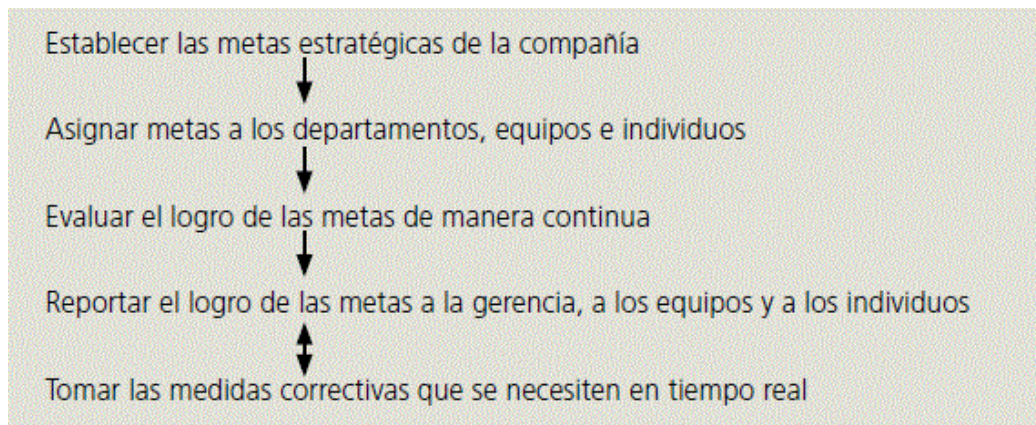 Establecer las metas estratégicas de la compañía
Asignar metas a los departamentos, equipos e individuos
Evaluar el logro de las metas de manera continua
Reportar el logro de las metas a la gerencia, a los equipos y a los individuos
Tomar las medidas correctivas que se necesiten en tiempo real